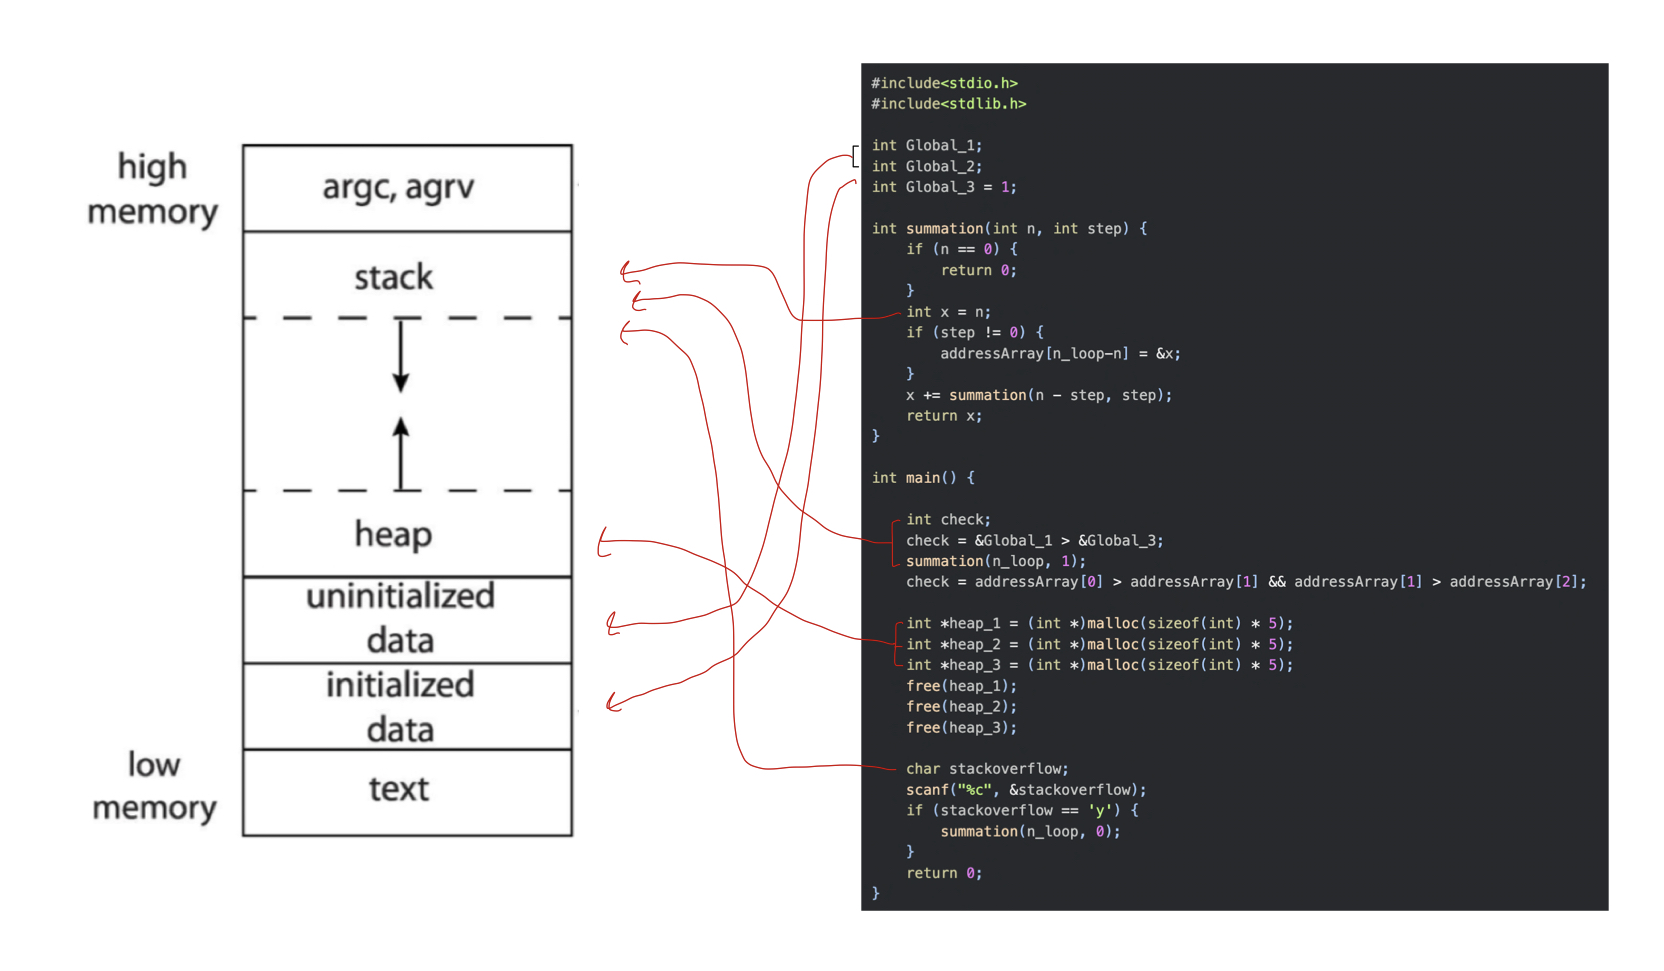 high
memory
argc, agrv
stack
heap
uninitialized
data
initialized
data
low
memory
text
#include<stdio.h>
#include<stdlib.h>
int Global_1;
int Global_2;
int Global_3 = 1;
int summation(int n, int step) {
    if (n == 0) {
        return 0;
    }
    int x = n;
    if (step != 0) {
        addressArray[n_loop-n] = &x;
    }
    x += summation(n - step, step);
    return x;
}
int main() {
    int check;
    check = &Global_1 > &Global_3;
    summation(n_loop, 1);
    check = addressArray[0] > addressArray[1] && addressArray[1] > addressArray[2];
    int *heap_1 = (int *)malloc(sizeof(int) * 5);
    int *heap_2 = (int *)malloc(sizeof(int) * 5);
    int *heap_3 = (int *)malloc(sizeof(int) * 5);
    free(heap_1);
    free(heap_2);
    free(heap_3);
    char stackoverflow;
    scanf("%c", &stackoverflow);
    if (stackoverflow == 'y') {
        summation(n_loop, 0);
    }
    return 0;
}